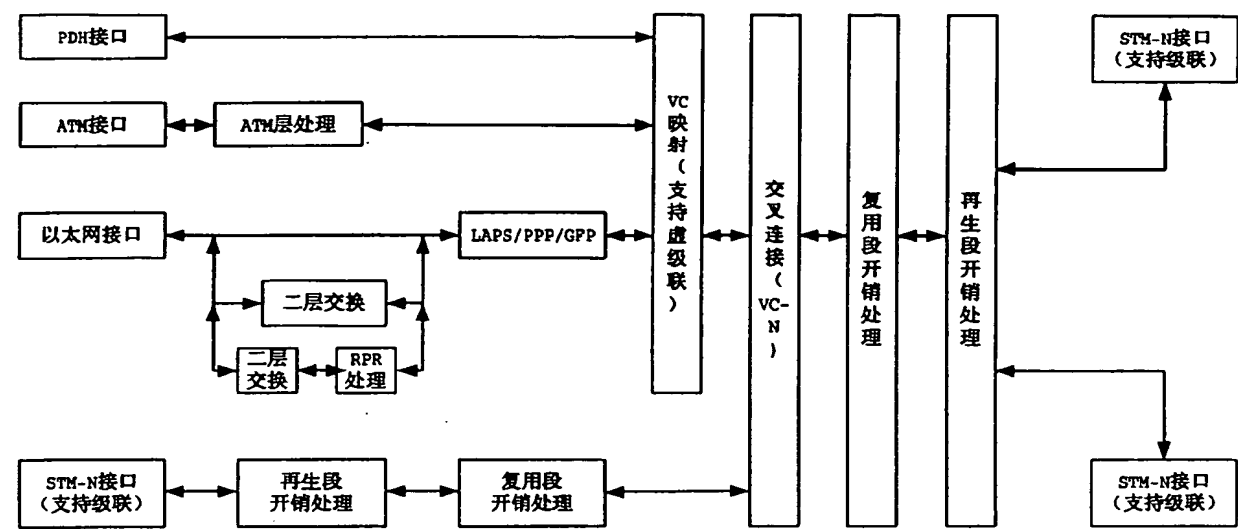 PDH接口
ATM接口
ATM层处理
以太网接口
LAPS/PPP/GFP
二层交换
二层
交换
RPR
处理
STM-N接口
（支持级联）
再生段
开销处理
复用段
开销处理
VC
映射（支持虚级联）
交叉连接（
VC-
N
）
复用段开销处理
再生段开销处理
STM-N接口
（支持级联）
STM-N接口
（支持级联）